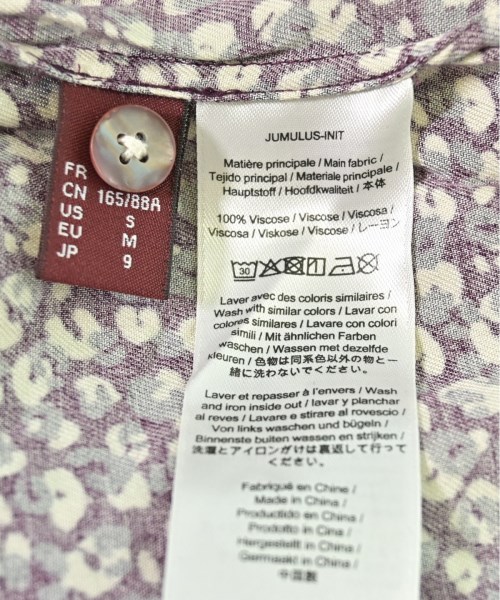 FR
CN 165/88A
US S
EU M
JP 9
JUMULUS-INIT
Matière principale / Main fabric /
Tejido principal / Materiale principale /
Hauptstoff / Hoofdkwaliteit / 本体
100% Viscose / Viscose / Viscosa /
Viscosa / Viskose / Viscose / レーヨン
30
Laver avec des coloris similaires /
Wash with similar colors / Lavar con
colores similares / Lavare con colori
simili / Mit ähnlichen Farben
waschen / Wassen met dezelfde
kleuren / 色物は同系色以外の物と一
緒に洗わないでください。
Laver et repasser à l'envers / Wash
and iron inside out / lavar y planchar
al reves / Lavare e stirare al rovescio /
Von links waschen und bügeln /
Binnenste buiten wassen en strijken /
洗濯とアイロンがけは裏返して行って
ください。
Fabriqué en Chine /
Made in China /
Productido en China /
Prodotto in Cina /
Hergestellt in China /
Gemaakt in China /
中国製